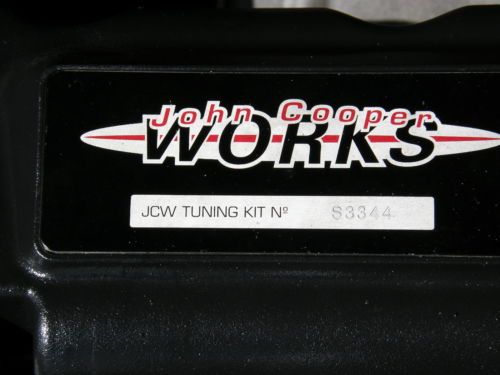 John Cooper
WORKS
JCW TUNING KIT Nº S3344